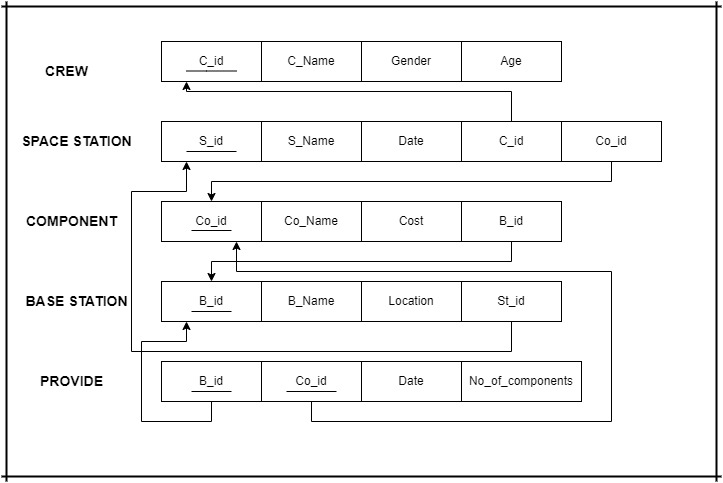 CREW C_id C_Name Gender Age
SPACE STATION S_id S_Name Date C_id Co_id
COMPONENT Co_id Co_Name Cost B_id
BASE STATION B_id B_Name Location St_id
PROVIDE B_id Co_id Date No_of_components